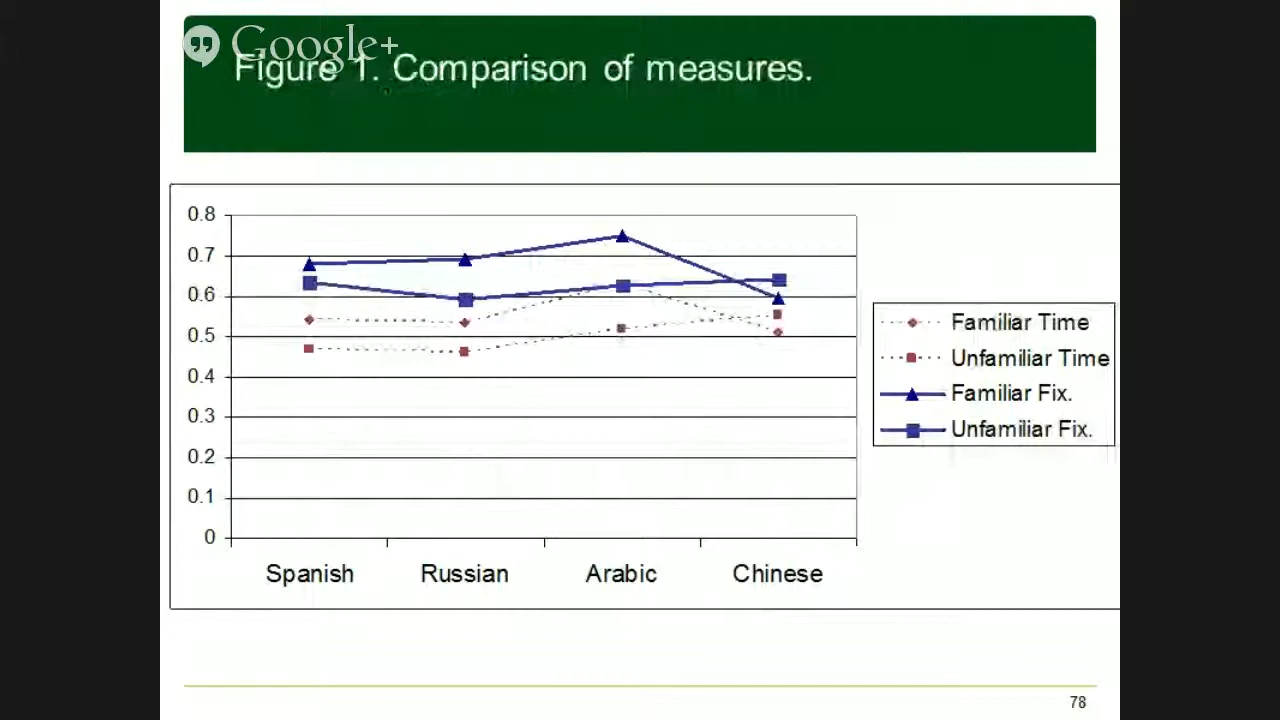 Google+
Figure 1. Comparison of measures.
0.8
0.7
0.6
0.5
0.4
0.3
0.2
0.1
0
Spanish Russian Arabic Chinese
Familiar Time
Unfamiliar Time
Familiar Fix.
Unfamiliar Fix.
78